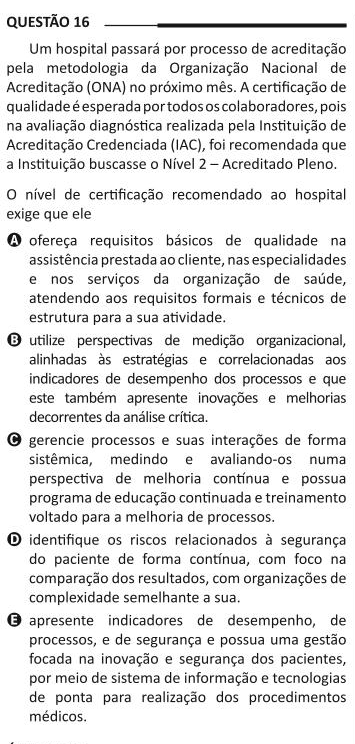 QUESTÃO 16
Um hospital passará por processo de acreditação
pela metodologia da Organização Nacional de
Acreditação (ONA) no próximo mês. A certificação de
qualidade é esperada por todos os colaboradores, pois
na avaliação diagnóstica realizada pela Instituição de
Acreditação Credenciada (IAC), foi recomendada que
a Instituição buscasse o Nível 2 – Acreditado Pleno.
O nível de certificação recomendado ao hospital
exige que ele
A ofereça requisitos básicos de qualidade na
assistência prestada ao cliente, nas especialidades
e nos serviços da organização de saúde,
atendendo aos requisitos formais e técnicos de
estrutura para a sua atividade.
B utilize perspectivas de medição organizacional,
alinhadas às estratégias e correlacionadas aos
indicadores de desempenho dos processos e que
este também apresente inovações e melhorias
decorrentes da análise crítica.
C gerencie processos e suas interações de forma
sistêmica, medindo e avaliando-os numa
perspectiva de melhoria contínua e possua
programa de educação continuada e treinamento
voltado para a melhoria de processos.
D identifique os riscos relacionados à segurança
do paciente de forma contínua, com foco na
comparação dos resultados, com organizações de
complexidade semelhante a sua.
E apresente indicadores de desempenho, de
processos, e de segurança e possua uma gestão
focada na inovação e segurança dos pacientes,
por meio de sistema de informação e tecnologias
de ponta para realização dos procedimentos
médicos.